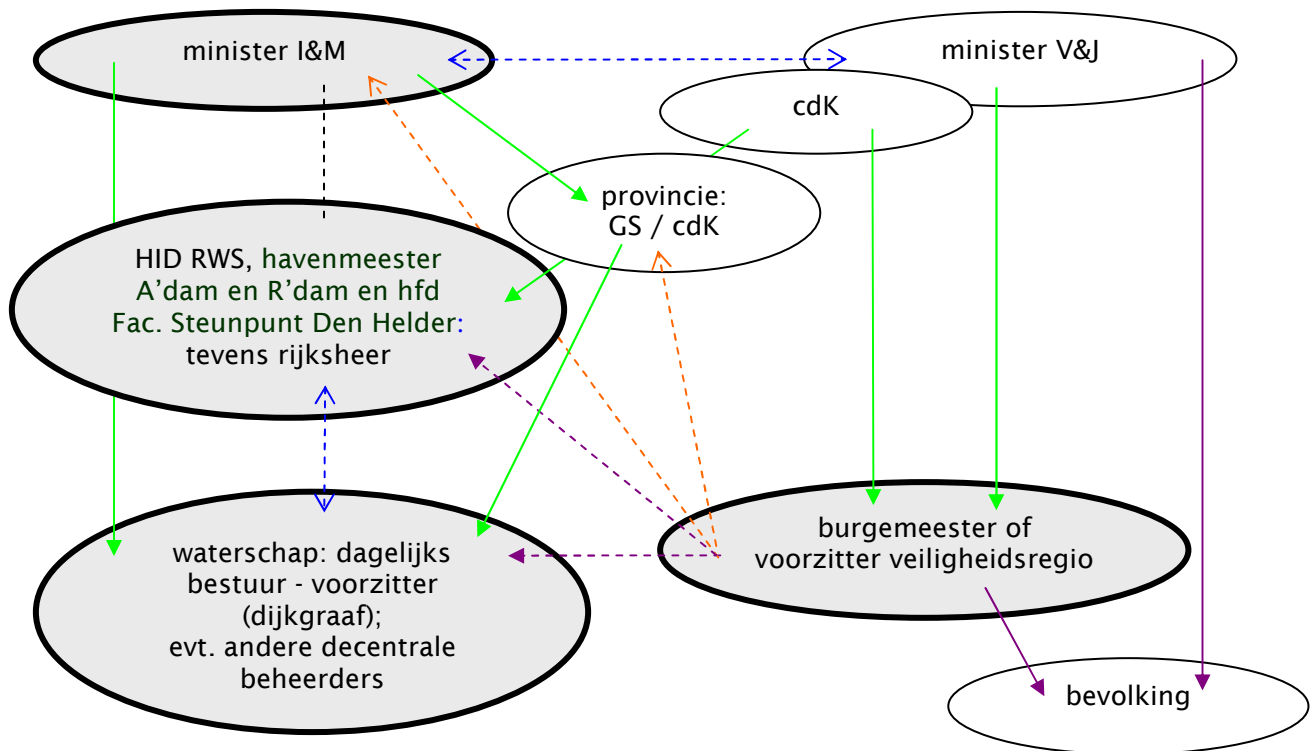 minister I&M
minister V&J
cdK
provincie:
GS / cdK
HID RWS, havenmeester
A’dam en R’dam en hfd
Fac. Steunpunt Den Helder:
tevens rijksheer
burgemeester of
voorzitter veiligheidsregio
waterschap: dagelijks
bestuur - voorzitter
(dijkgraaf);
evt. andere decentrale
beheerders
bevolking